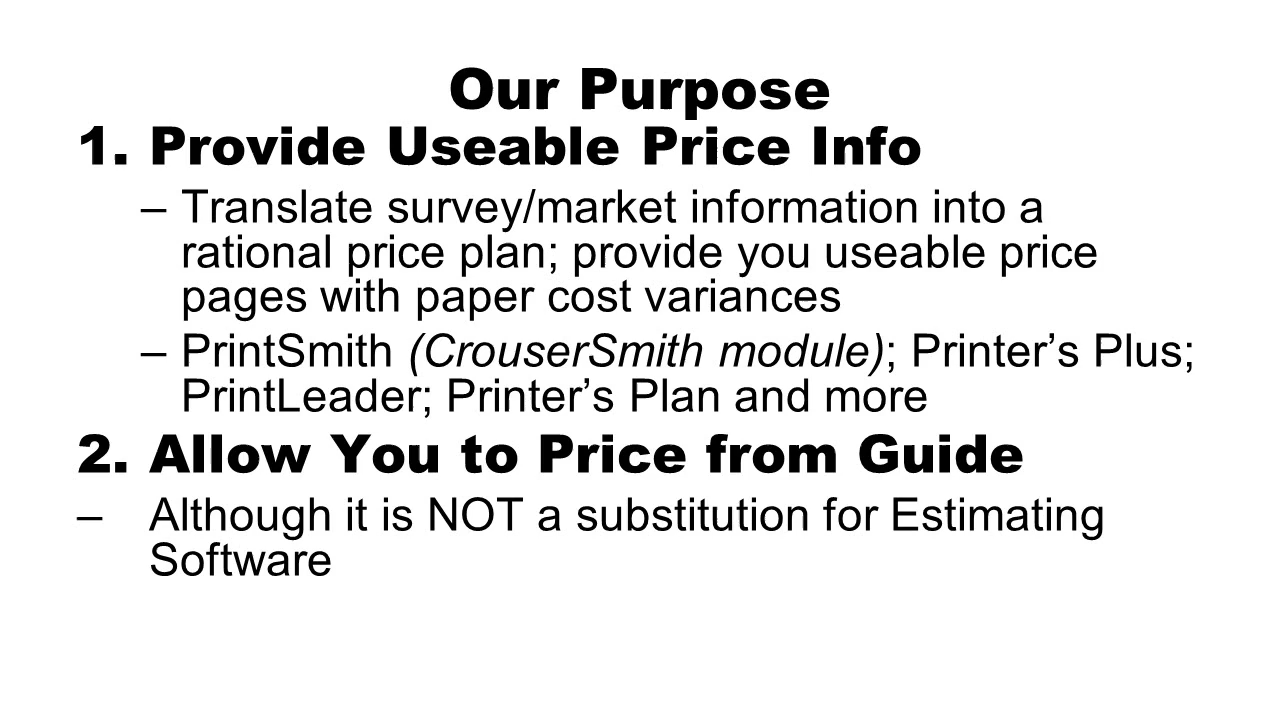 Our Purpose
1. Provide Useable Price Info
– Translate survey/market information into a
rational price plan; provide you useable price
pages with paper cost variances
– PrintSmith (CrouserSmith module); Printer’s Plus;
PrintLeader; Printer’s Plan and more
2. Allow You to Price from Guide
– Although it is NOT a substitution for Estimating
Software